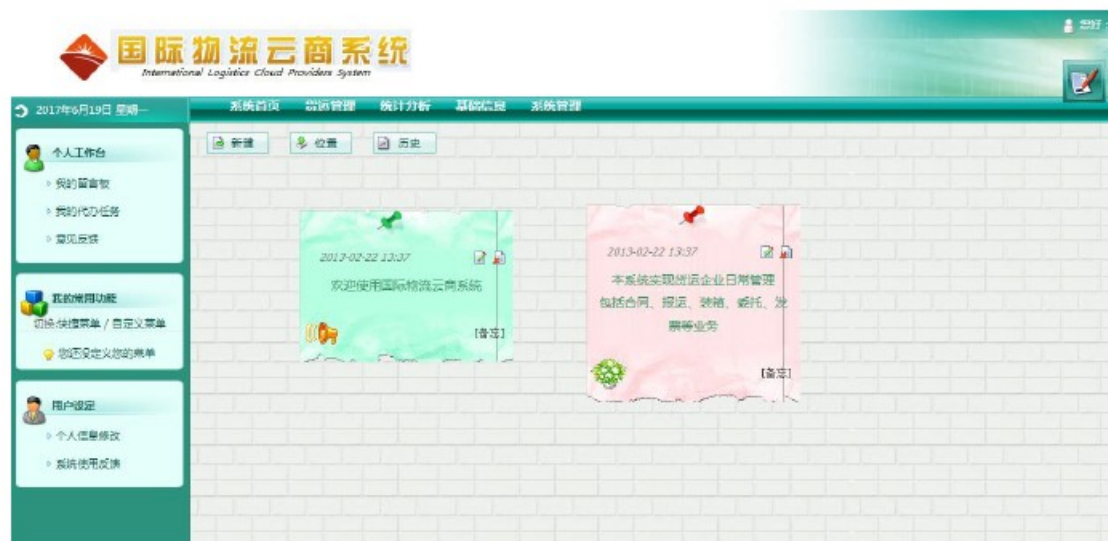 国际物流云商系统
International Logistics Cloud Providers System
您好：
2017年6月19日 星期一
系统首页 货运管理 统计分析 基础信息 系统管理
新建 位置 历史
个人工作台
我的留言板
我的代办任务
意见反馈
我的常用功能
切换:快捷菜单 / 自定义菜单
您还没定义您的菜单
用户设定
个人信息修改
系统使用反馈
2013-02-22 13:37
欢迎使用国际物流云商系统
[备忘]
2013-02-22 13:37
本系统实现货运企业日常管理
包括合同、报运、装箱、委托、发
票等业务
[备忘]